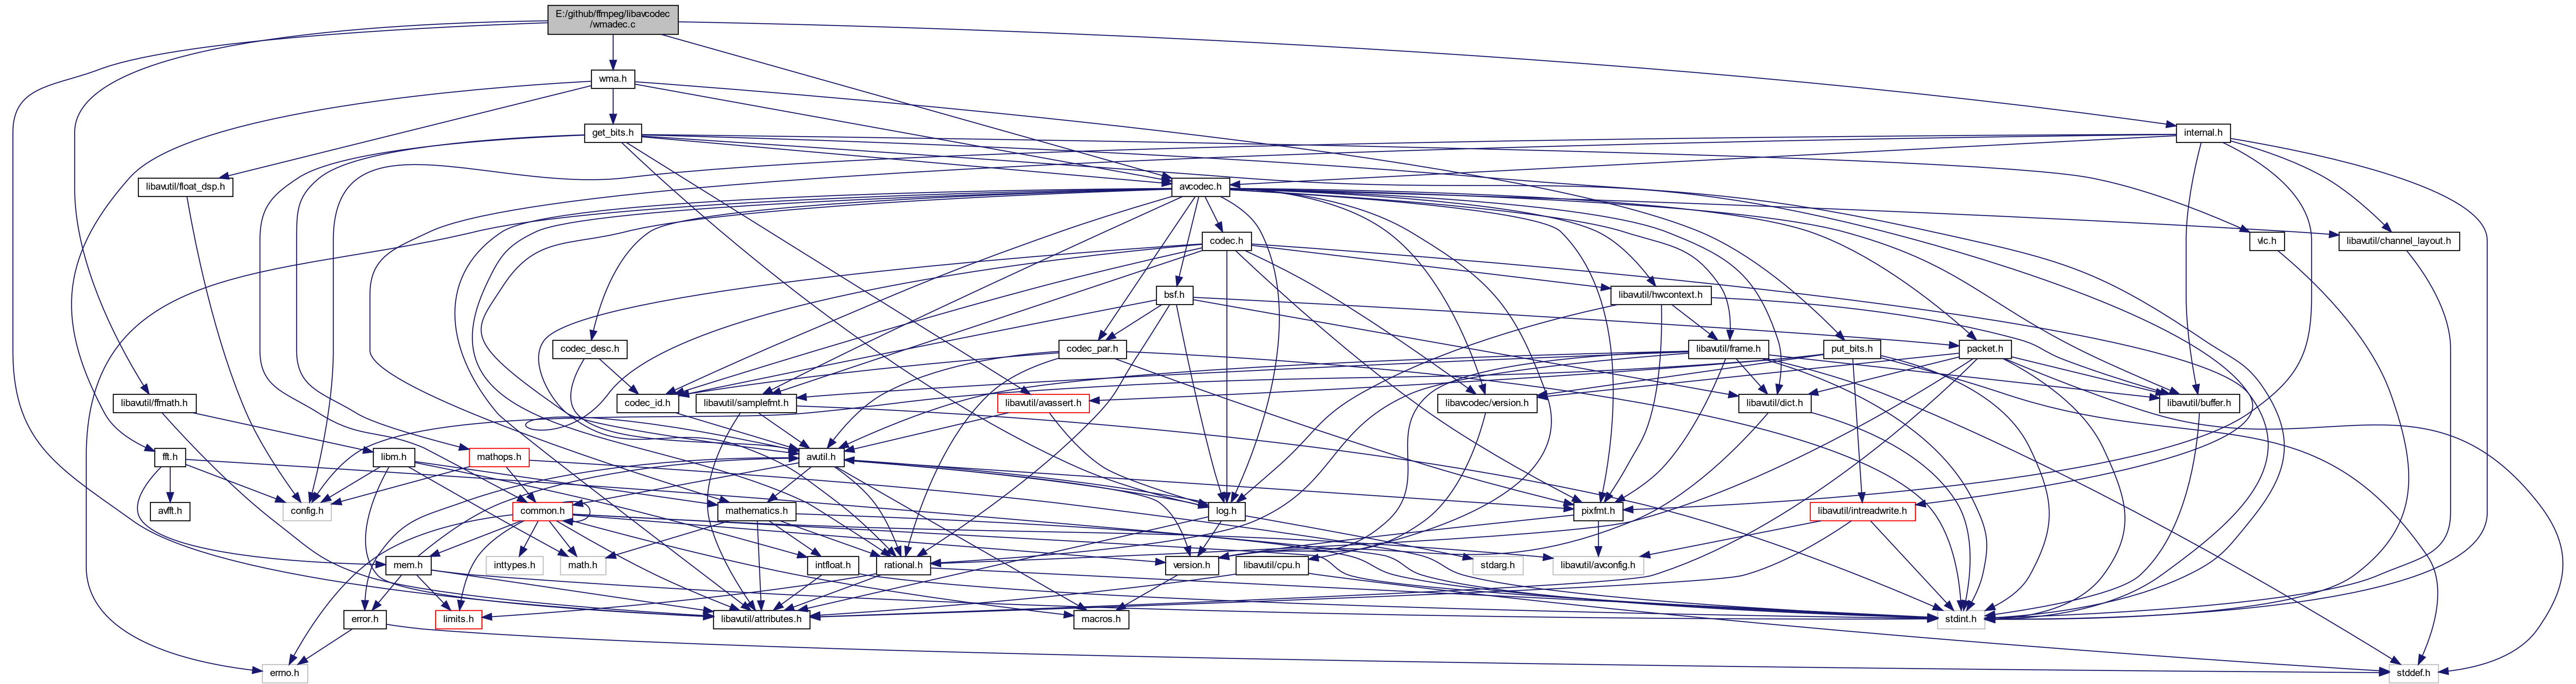 E:/github/ffmpeg/libavcodec
/wmadec.c
wma.h
get_bits.h
internal.h
libavutil/float_dsp.h
avcodec.h
codec.h
vlc.h
libavutil/channel_layout.h
bsf.h
libavutil/hwcontext.h
codec_desc.h
codec_par.h
libavutil/frame.h
put_bits.h
packet.h
libavutil/ffmath.h
codec_id.h
libavutil/samplefmt.h
libavutil/avassert.h
libavcodec/version.h
libavutil/dict.h
libavutil/buffer.h
fft.h
libm.h
mathops.h
avutil.h
avfft.h
config.h
common.h
mathematics.h
log.h
pixfmt.h
libavutil/intreadwrite.h
mem.h
inttypes.h
math.h
intfloat.h
rational.h
version.h
libavutil/cpu.h
stdarg.h
libavutil/avconfig.h
error.h
limits.h
libavutil/attributes.h
macros.h
stdint.h
errno.h
stddef.h